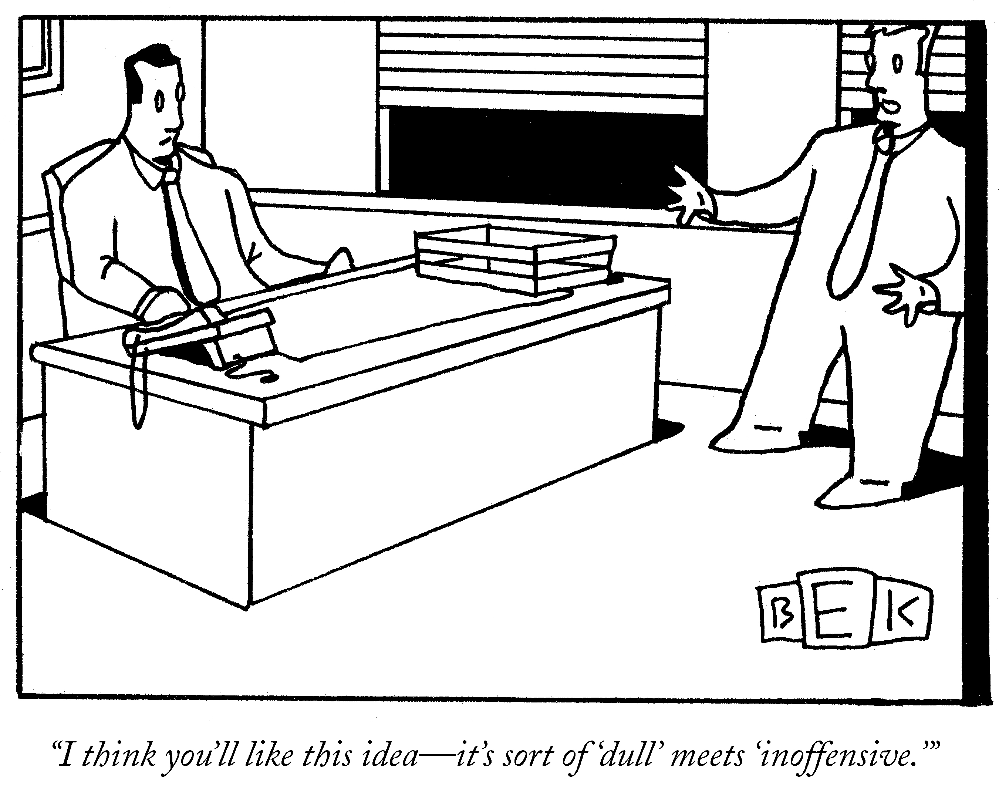 BEK
“I think you’ll like this idea—it’s sort of ‘dull’ meets ‘inoffensive.’”